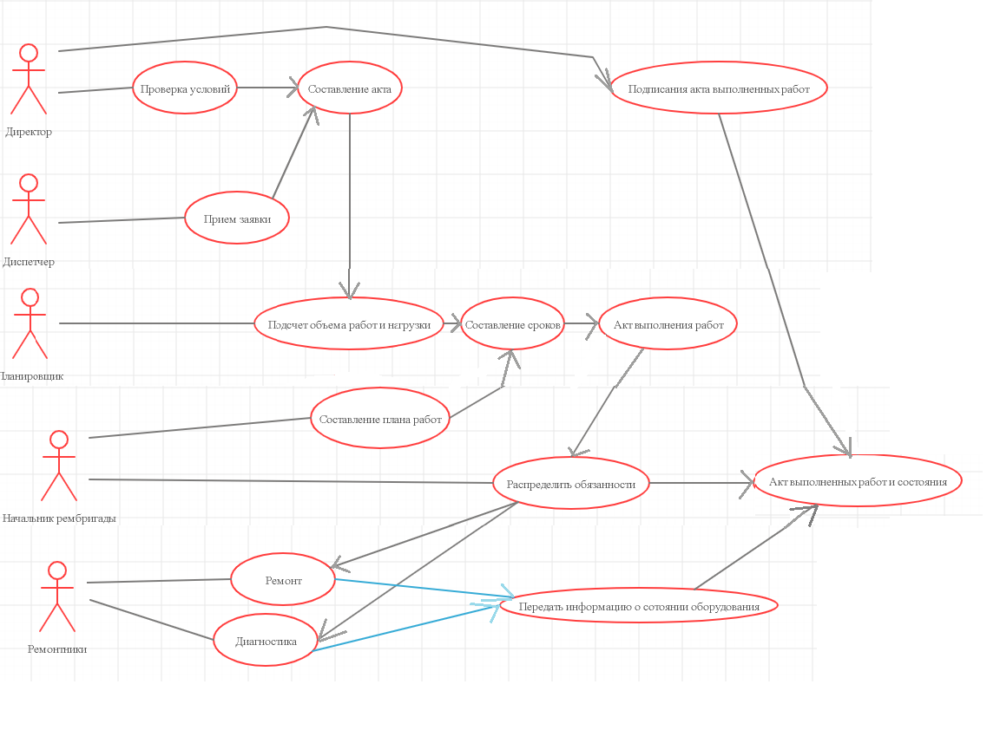 Проверка условий
Составление акта
Подписания акта выполненных работ
Директор
Прием заявки
Диспетчер
Подсчет объема работ и нагрузки
Составление сроков
Акт выполнения работ
Планировщик
Составление плана работ
Распределить обязанности
Акт выполненных работ и состояния
Начальник рембригады
Ремонт
Передать информацию о сотоянии оборудования
Диагностика
Ремонтники